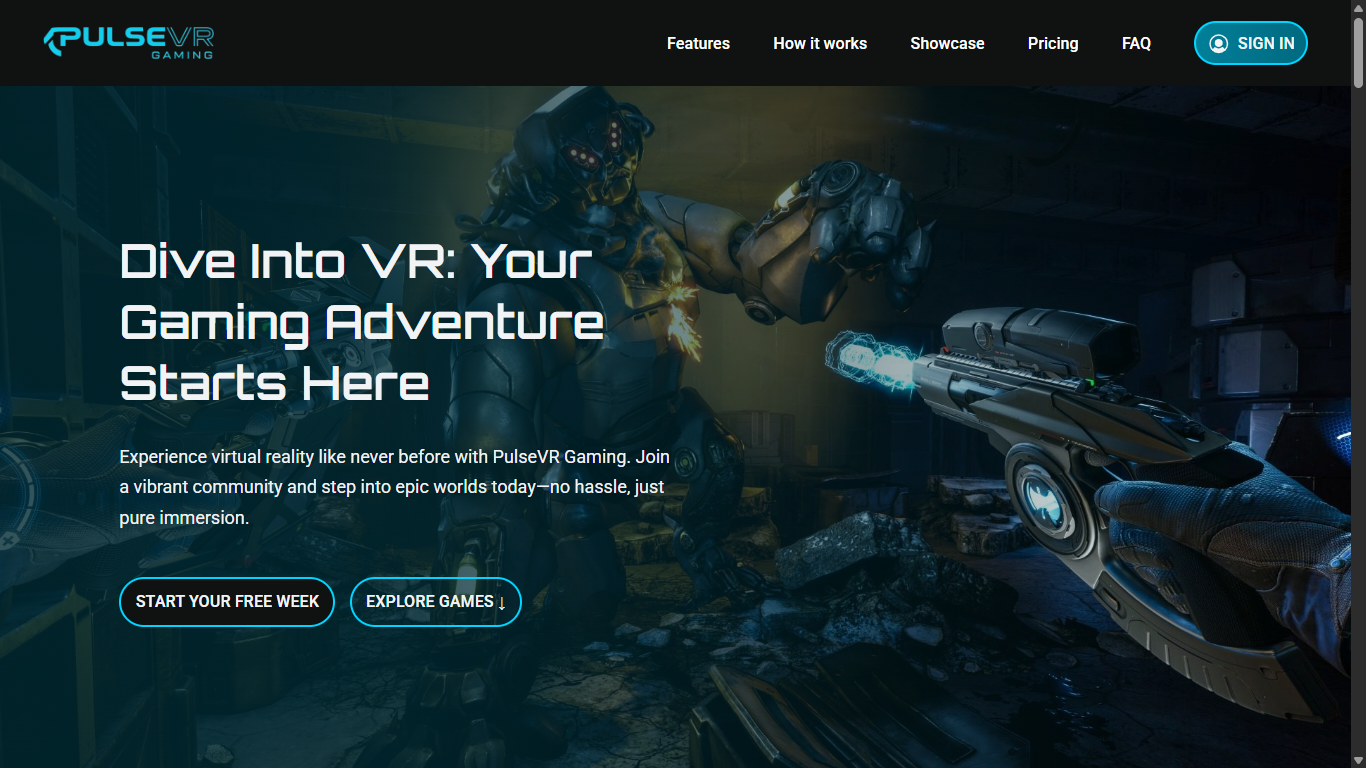 PULSEVR
GAMING
Features
How it works
Showcase
Pricing
FAQ
SIGN IN
Dive Into VR: Your
Gaming Adventure
Starts Here
Experience virtual reality like never before with PulseVR Gaming. Join
a vibrant community and step into epic worlds today—no hassle, just
pure immersion.
START YOUR FREE WEEK
EXPLORE GAMES ↓